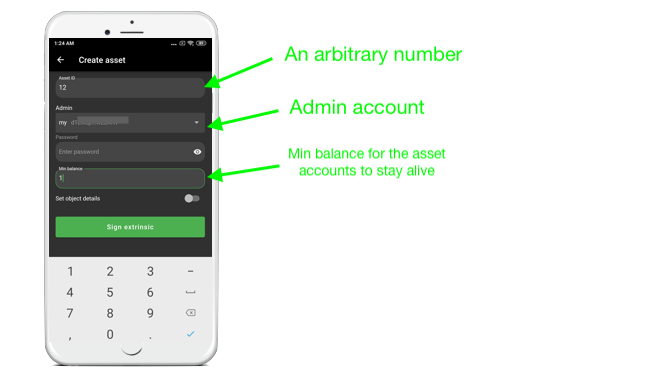 1:24 AM
Create asset
Asset ID
12
An arbitrary number
Admin
my
Admin account
Password
Enter password
Min balance
1
Min balance for the asset
accounts to stay alive
Set object details
Sign extrinsic
1 2 3 -
4 5 6
7 8 9
, 0 .